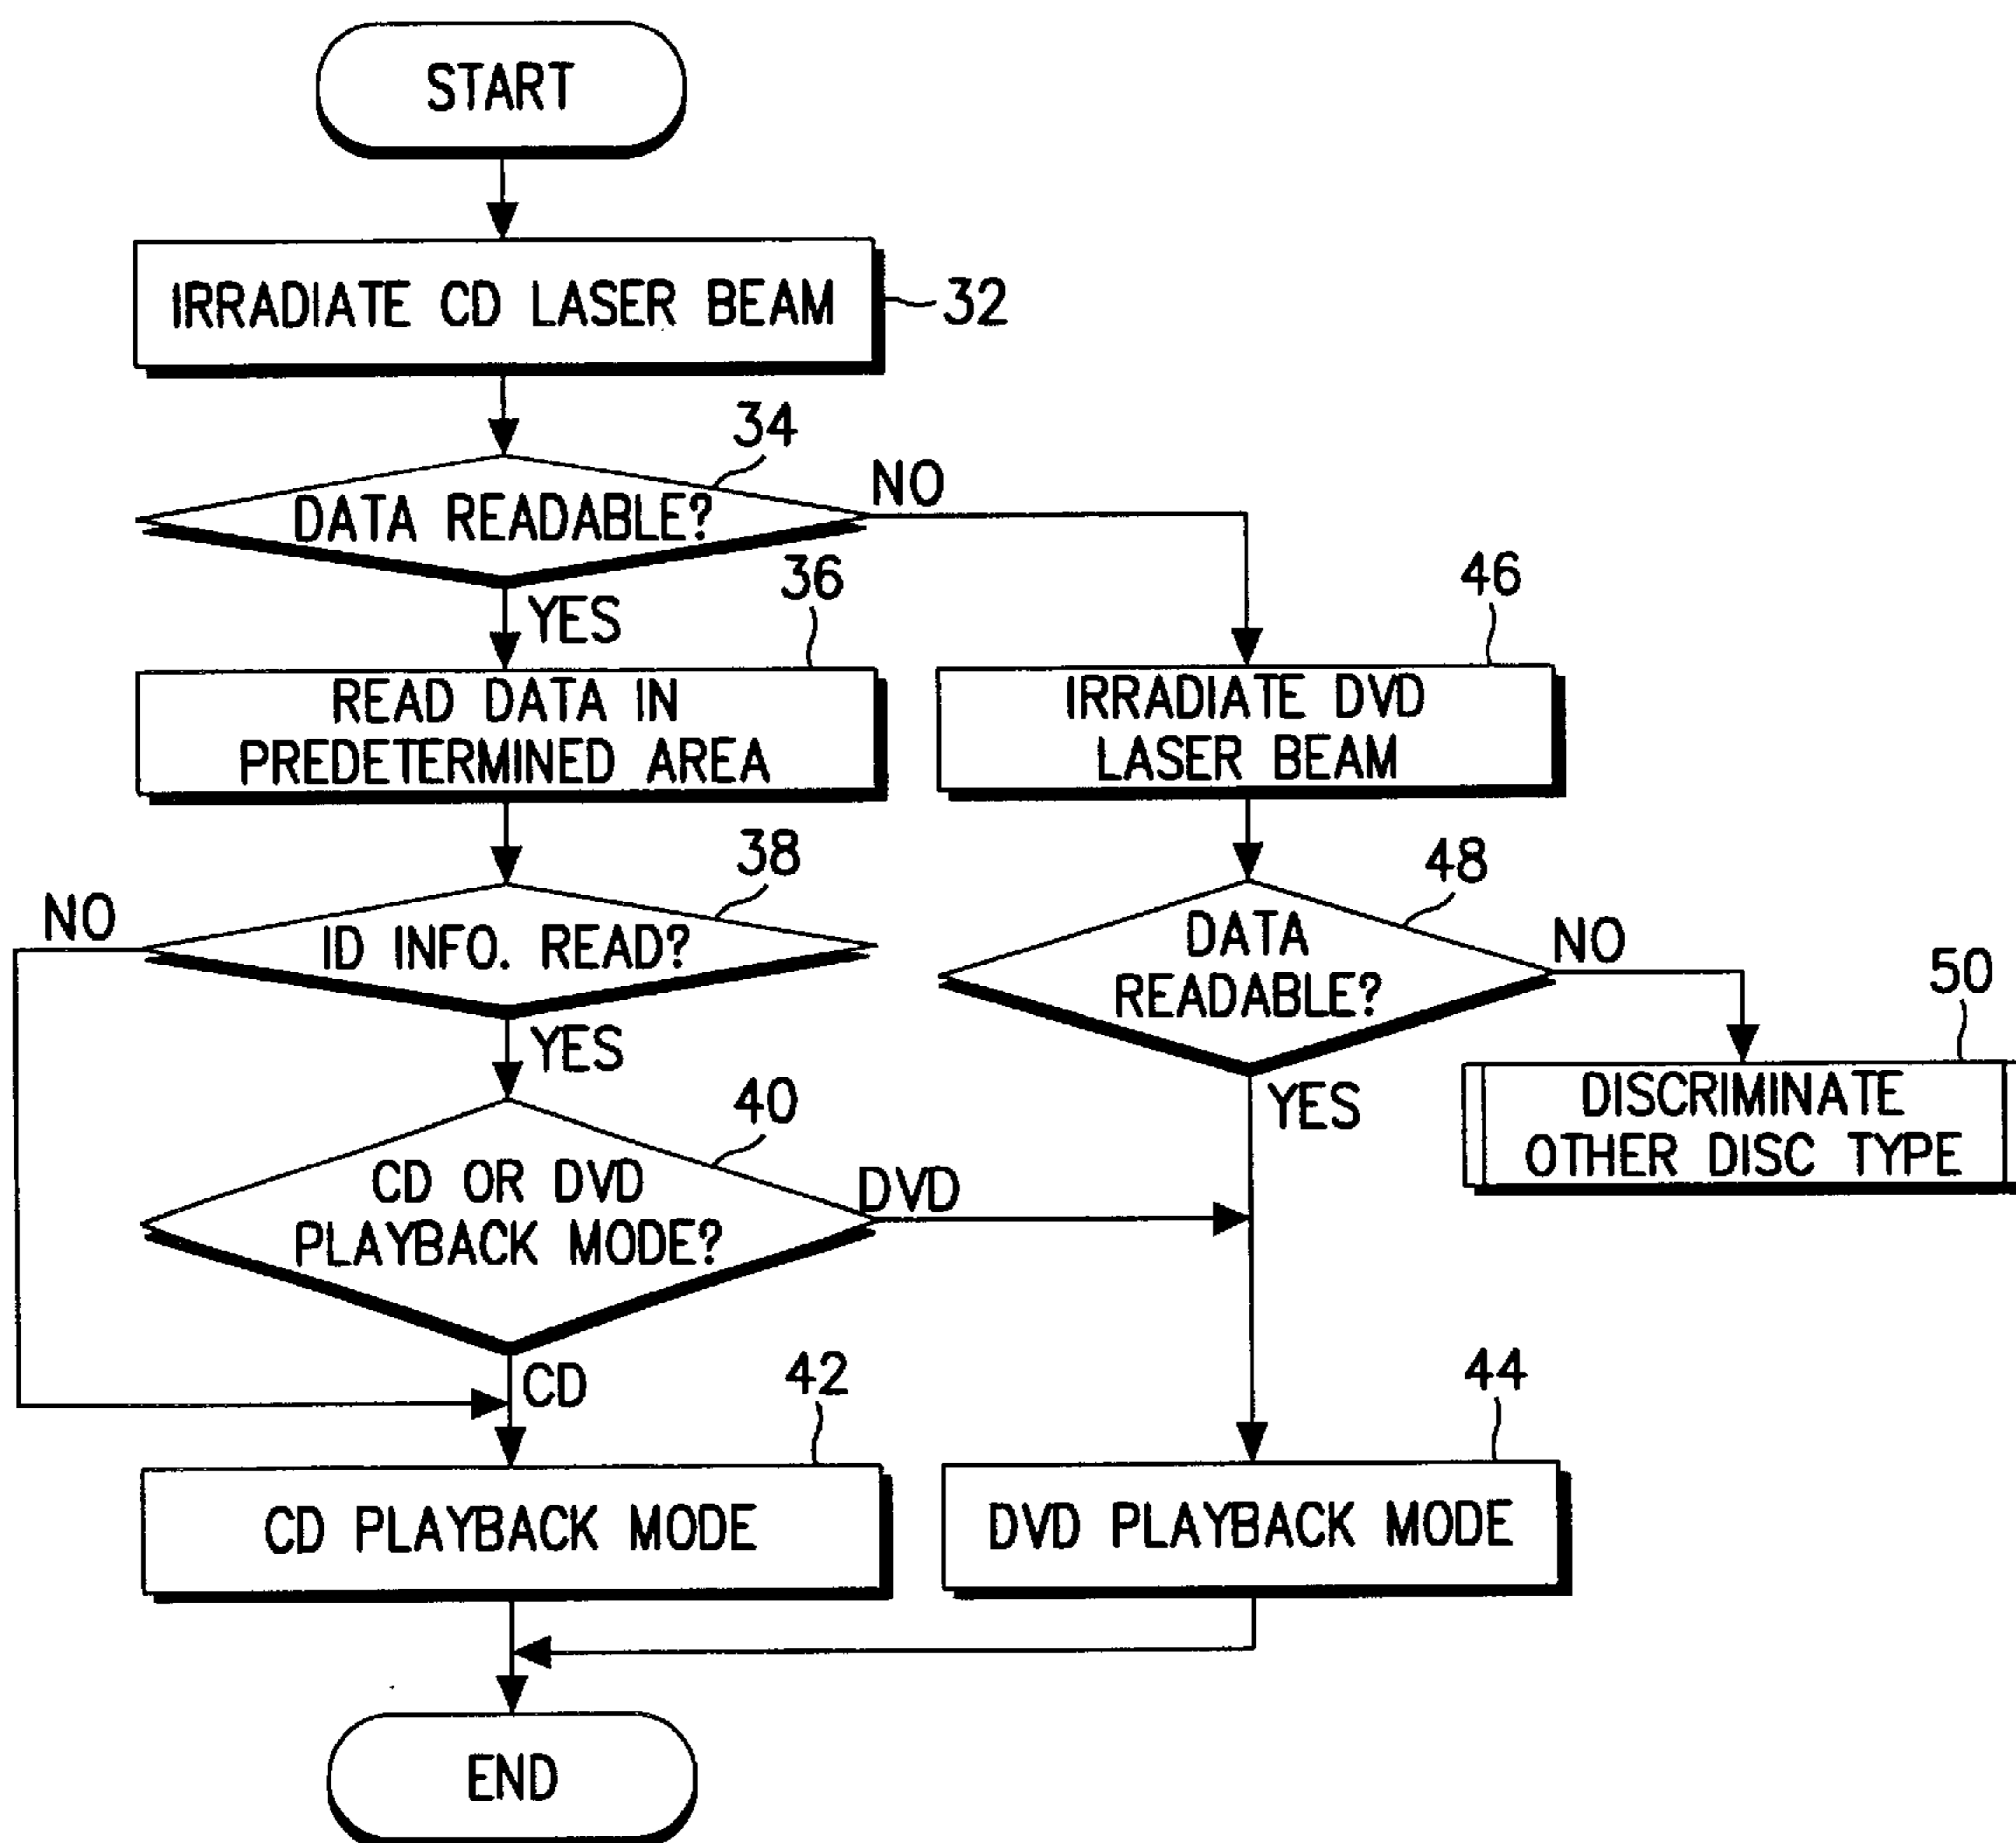 START
IRRADIATE CD LASER BEAM
32
34
DATA READABLE?
NO
YES
36
READ DATA IN
PREDETERMINED AREA
46
IRRADIATE DVD
LASER BEAM
38
NO
ID INFO. READ?
YES
48
DATA
READABLE?
NO
YES
50
DISCRIMINATE
OTHER DISC TYPE
40
CD OR DVD
PLAYBACK MODE?
DVD
CD
42
CD PLAYBACK MODE
44
DVD PLAYBACK MODE
END